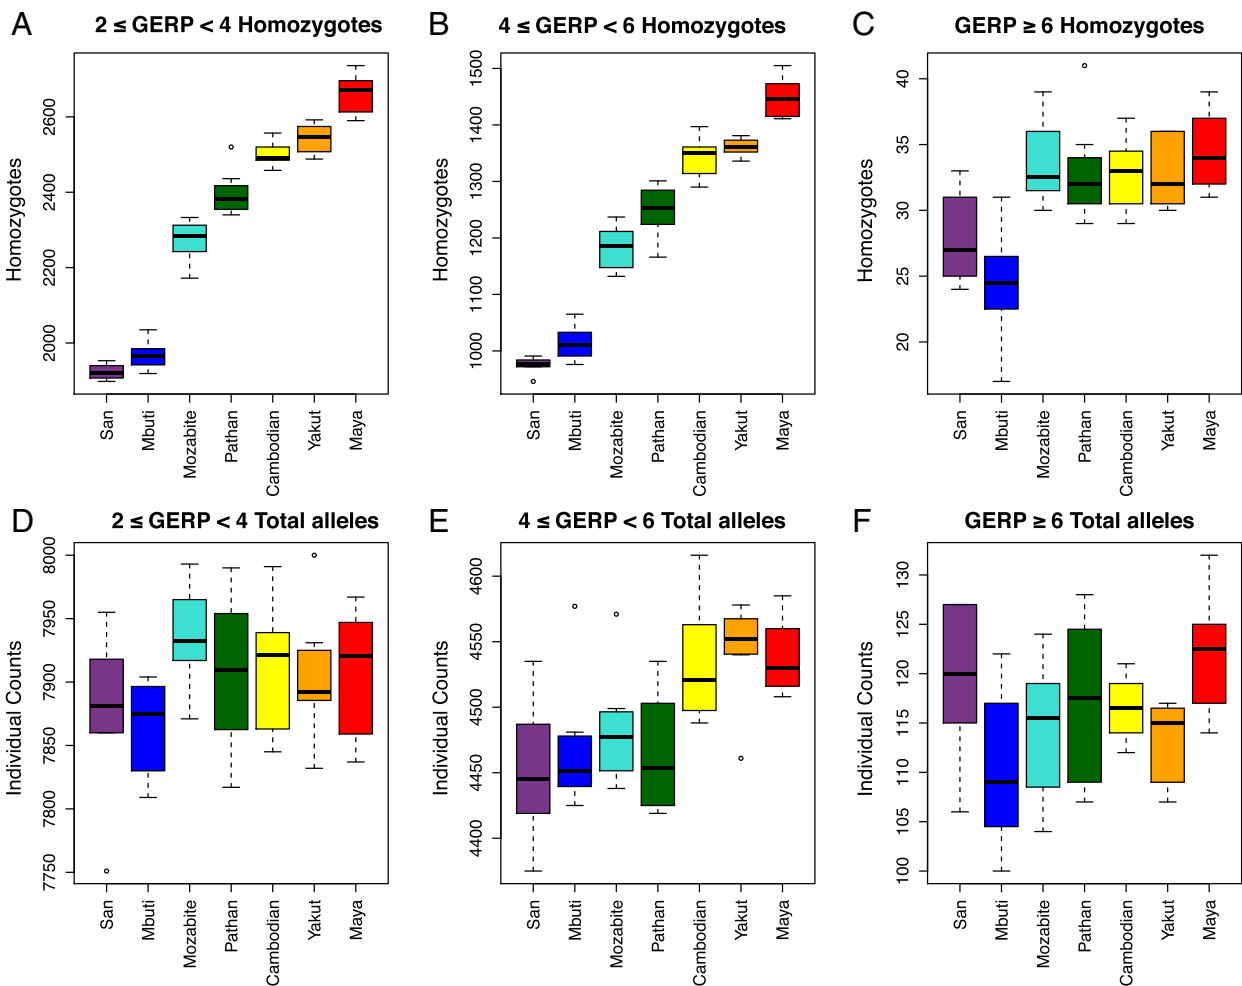 A 2 ≤ GERP < 4 Homozygotes
Homozygotes
2600
2400
2200
2000
San Mbuti Mozabite Pathan Cambodian Yakut Maya
B 4 ≤ GERP < 6 Homozygotes
Homozygotes
1500
1400
1300
1200
1100
1000
San Mbuti Mozabite Pathan Cambodian Yakut Maya
C GERP ≥ 6 Homozygotes
Homozygotes
40
35
30
25
20
San Mbuti Mozabite Pathan Cambodian Yakut Maya
D 2 ≤ GERP < 4 Total alleles
Individual Counts
8000
7950
7900
7850
7800
7750
San Mbuti Mozabite Pathan Cambodian Yakut Maya
E 4 ≤ GERP < 6 Total alleles
Individual Counts
4600
4550
4500
4450
4400
San Mbuti Mozabite Pathan Cambodian Yakut Maya
F GERP ≥ 6 Total alleles
Individual Counts
130
125
120
115
110
105
100
San Mbuti Mozabite Pathan Cambodian Yakut Maya